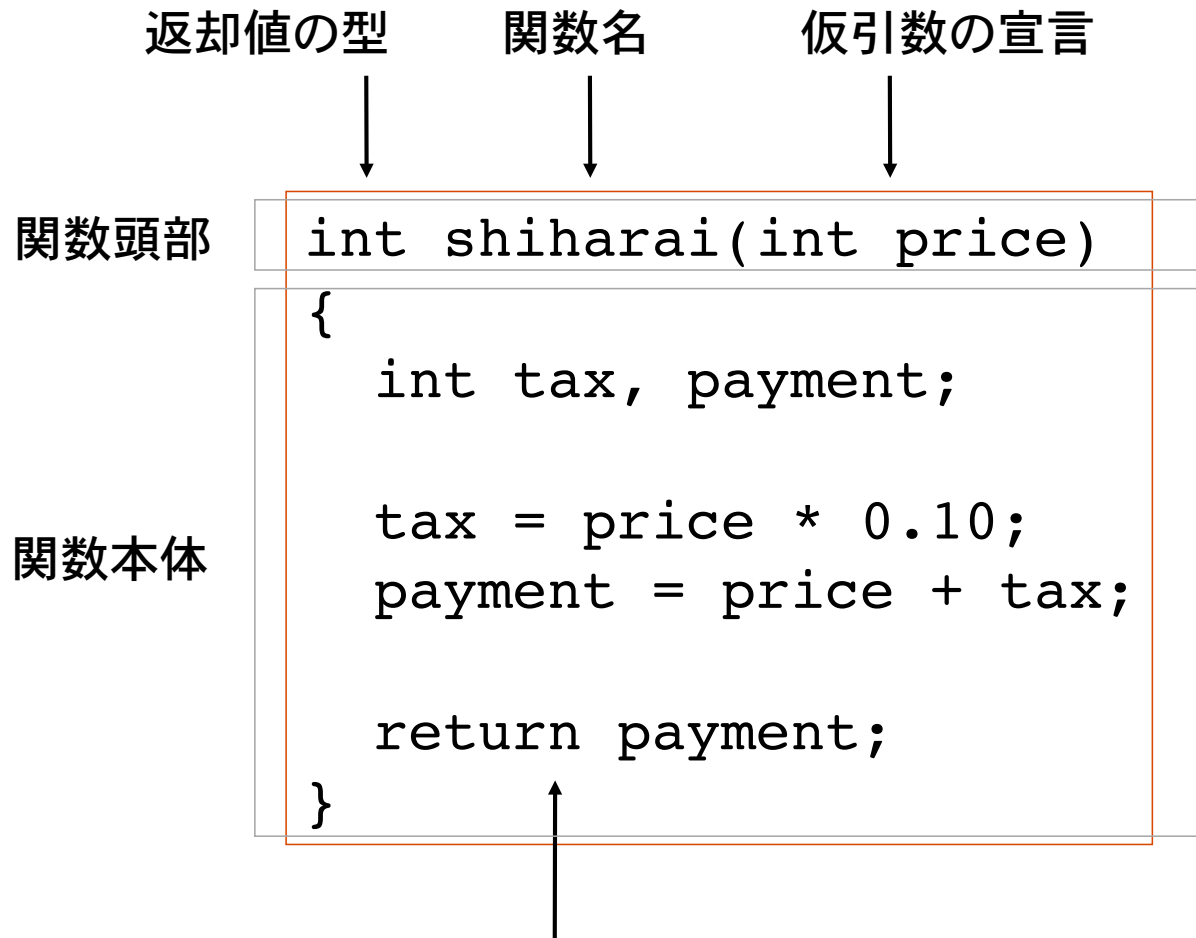 返却値の型 関数名 仮引数の宣言
関数頭部 int shiharai(int price)
{
int tax, payment;
tax = price * 0.10;
関数本体
payment = price + tax;
return payment;
}